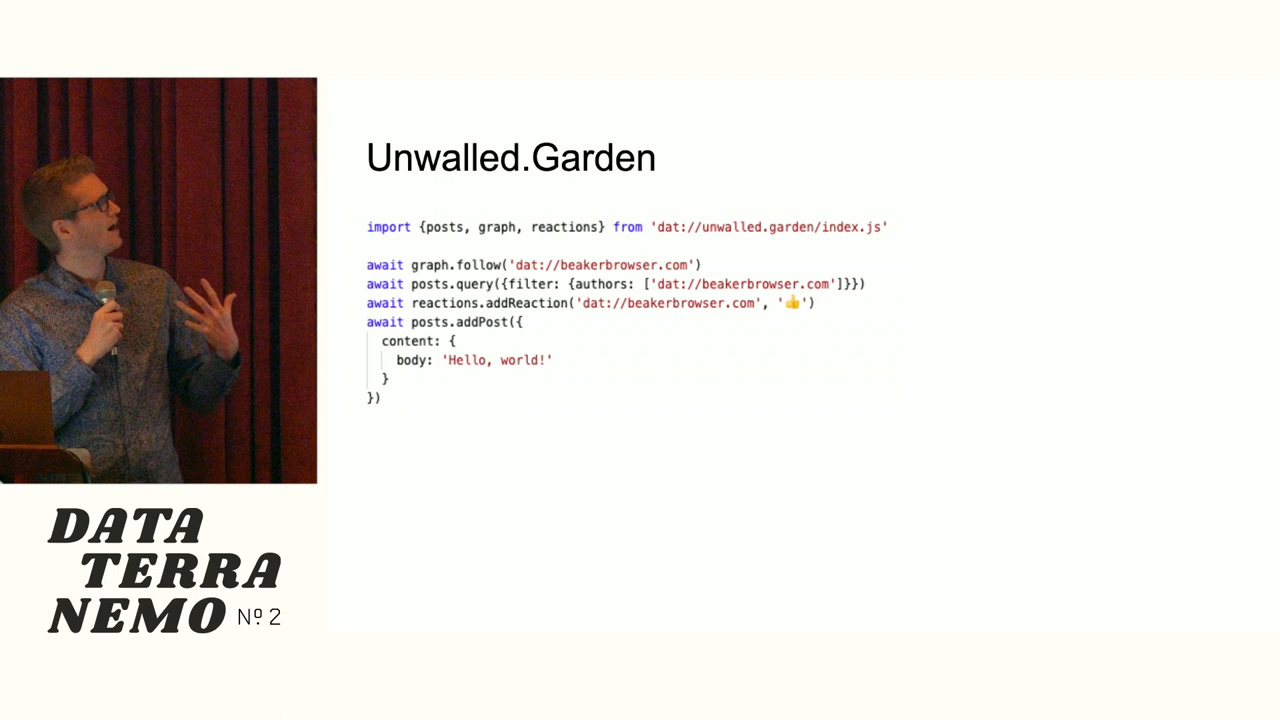 Unwalled.Garden
import {posts, graph, reactions} from 'dat://unwalled.garden/index.js'
await graph.follow('dat://beakerbrowser.com')
await posts.query({filter: {authors: ['dat://beakerbrowser.com']}})
await reactions.addReaction('dat://beakerbrowser.com', '👍')
await posts.addPost({
content: {
body: 'Hello, world!'
}
})
DATA
TERRA
NEMO Nº 2